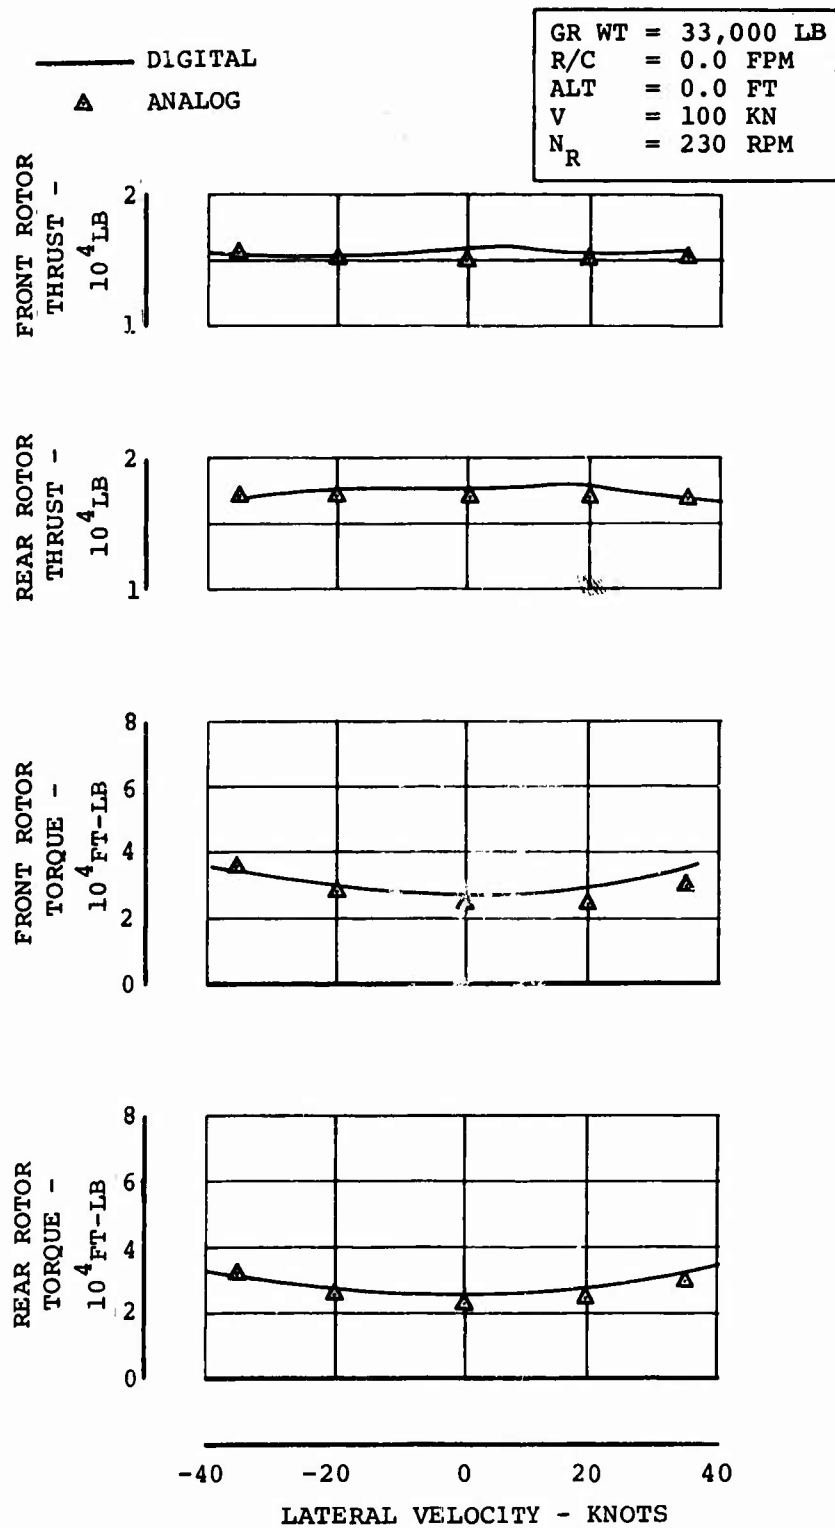 DIGITAL
ANALOG
GR WT = 33,000 LB
R/C = 0.0 FPM
ALT = 0.0 FT
V = 100 KN
N_R = 230 RPM
FRONT ROTOR
THRUST -
10^4 LB
2
1
REAR ROTOR
THRUST -
10^4 LB
2
1
FRONT ROTOR
TORQUE -
10^4 FT-LB
8
6
4
2
0
REAR ROTOR
TORQUE -
10^4 FT-LB
8
6
4
2
0
-40 -20 0 20 40
LATERAL VELOCITY - KNOTS